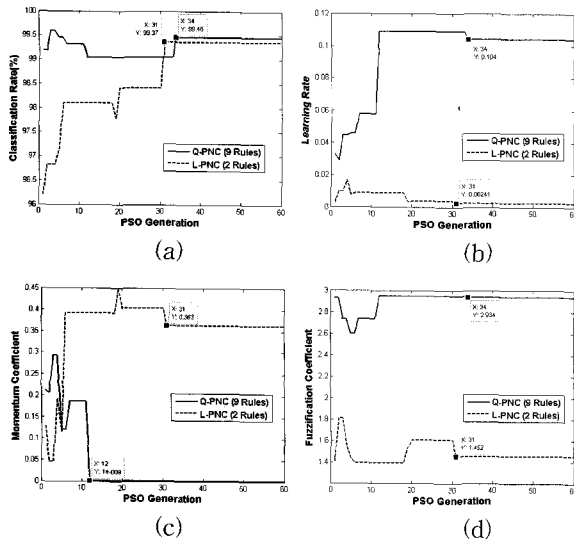 100
99.5
99
98.5
98
97.5
97
96.5
96
Classification Rate(%)
X: 31
Y: 99.37
X: 34
Y: 99.46
Q-PNC (9 Rules)
L-PNC (2 Rules)
0 10 20 30 40 50 60
PSO Generation
(a)
0.12
0.1
0.08
0.06
0.04
0.02
0
Learning Rate
X: 34
Y: 0.104
Q-PNC (9 Rules)
L-PNC (2 Rules)
X: 31
Y: 0.00241
0 10 20 30 40 50 60
PSO Generation
(b)
0.45
0.4
0.35
0.3
0.25
0.2
0.15
0.1
0.05
0
Momentum Coefficient
X: 31
Y: 0.363
Q-PNC (9 Rules)
L-PNC (2 Rules)
X: 12
Y: 1e-009
0 10 20 30 40 50 60
PSO Generation
(c)
3
2.8
2.6
2.4
2.2
2
1.8
1.6
1.4
Fuzzification Coefficient
X: 34
Y: 2.934
Q-PNC (9 Rules)
L-PNC (2 Rules)
X: 31
Y: 1.452
0 10 20 30 40 50 60
PSO Generation
(d)